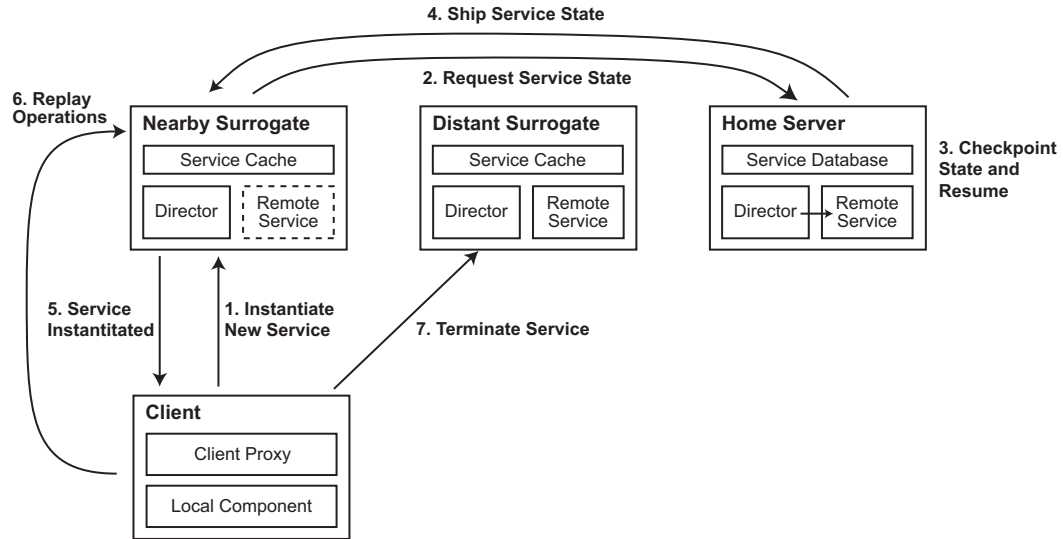 4. Ship Service State
2. Request Service State
6. Replay
Operations
Nearby Surrogate
Service Cache
Director
Remote
Service
Distant Surrogate
Service Cache
Director
Remote
Service
Home Server
Service Database
Director
Remote
Service
3. Checkpoint
State and
Resume
5. Service
Instantitated
1. Instantiate
New Service
7. Terminate Service
Client
Client Proxy
Local Component